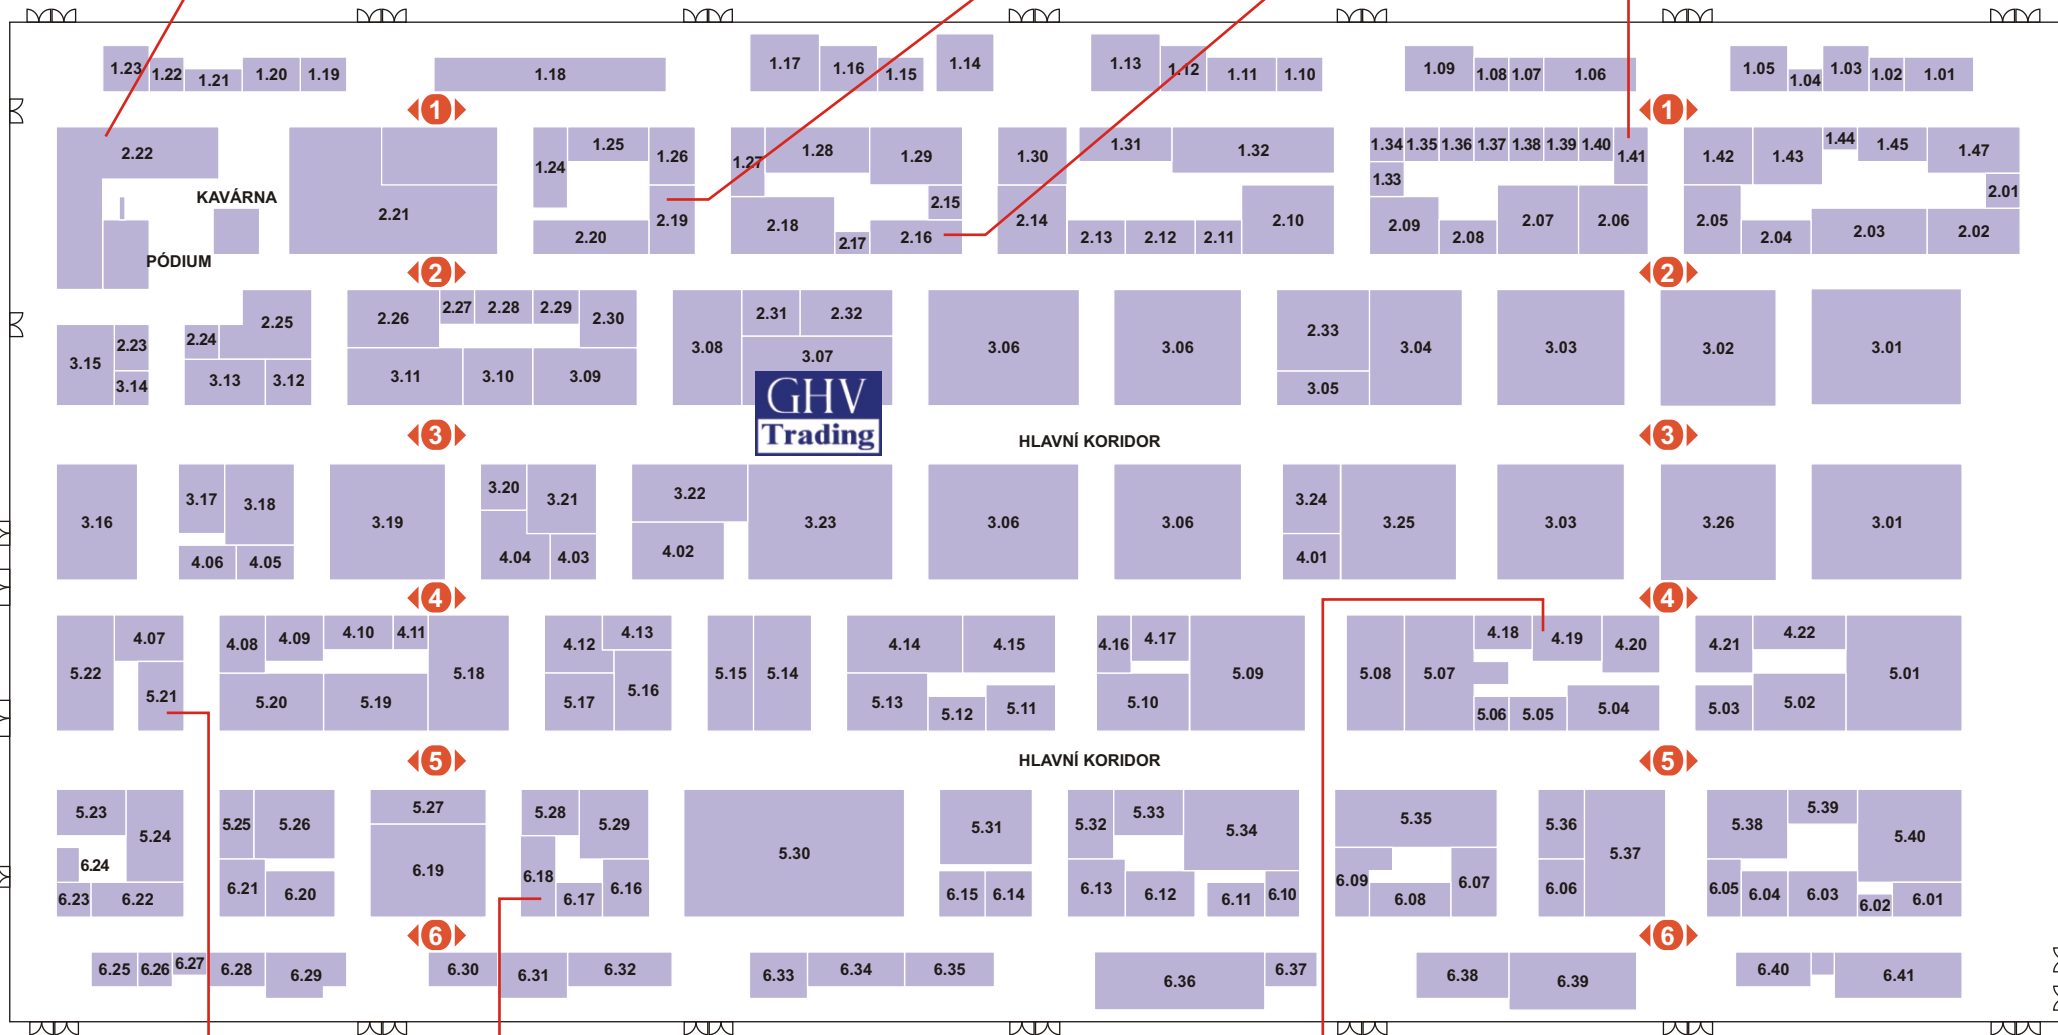 1.23 1.22 1.21 1.20 1.19 1.18 1.17 1.16 1.15 1.14 1.13 1.12 1.11 1.10 1.09 1.08 1.07 1.06 1.05 1.04 1.03 1.02 1.01
1 1
2.22 1.24 1.25 1.26 1.27 1.28 1.29 1.30 1.31 1.32 1.34 1.35 1.36 1.37 1.38 1.39 1.40 1.41 1.42 1.43 1.44 1.45 1.47
1.33
KAVÁRNA
2.21 2.20 2.19 2.18 2.17 2.16 2.15 2.14 2.13 2.12 2.11 2.10 2.09 2.08 2.07 2.06 2.05 2.04 2.03 2.02 2.01
PÓDIUM
2 2
2.23 2.24 2.25 2.26 2.27 2.28 2.29 2.30 2.31 2.32 2.33
3.15 3.14 3.13 3.12 3.11 3.10 3.09 3.08 3.07 3.06 3.06 3.05 3.04 3.03 3.02 3.01
GHV
Trading
3 3
HLAVNÍ KORIDOR
3.16 3.17 3.18 3.19 3.20 3.21 3.22 3.23 3.06 3.06 3.24 3.25 3.03 3.26 3.01
4.06 4.05 4.04 4.03 4.02 4.01
4 4
4.07 4.08 4.09 4.10 4.11 4.12 4.13 4.14 4.15 4.16 4.17 4.18 4.19 4.20 4.21 4.22
5.22 5.21 5.20 5.19 5.18 5.17 5.16 5.15 5.14 5.13 5.12 5.11 5.10 5.09 5.08 5.07 5.06 5.05 5.04 5.03 5.02 5.01
5 5
HLAVNÍ KORIDOR
5.23 5.24 5.25 5.26 5.27 5.28 5.29 5.30 5.31 5.32 5.33 5.34 5.35 5.36 5.37 5.38 5.39 5.40
6.24 6.23 6.22 6.21 6.20 6.19 6.18 6.17 6.16 6.15 6.14 6.13 6.12 6.11 6.10 6.09 6.08 6.07 6.06 6.05 6.04 6.03 6.02 6.01
6 6
6.25 6.26 6.27 6.28 6.29 6.30 6.31 6.32 6.33 6.34 6.35 6.36 6.37 6.38 6.39 6.40 6.41